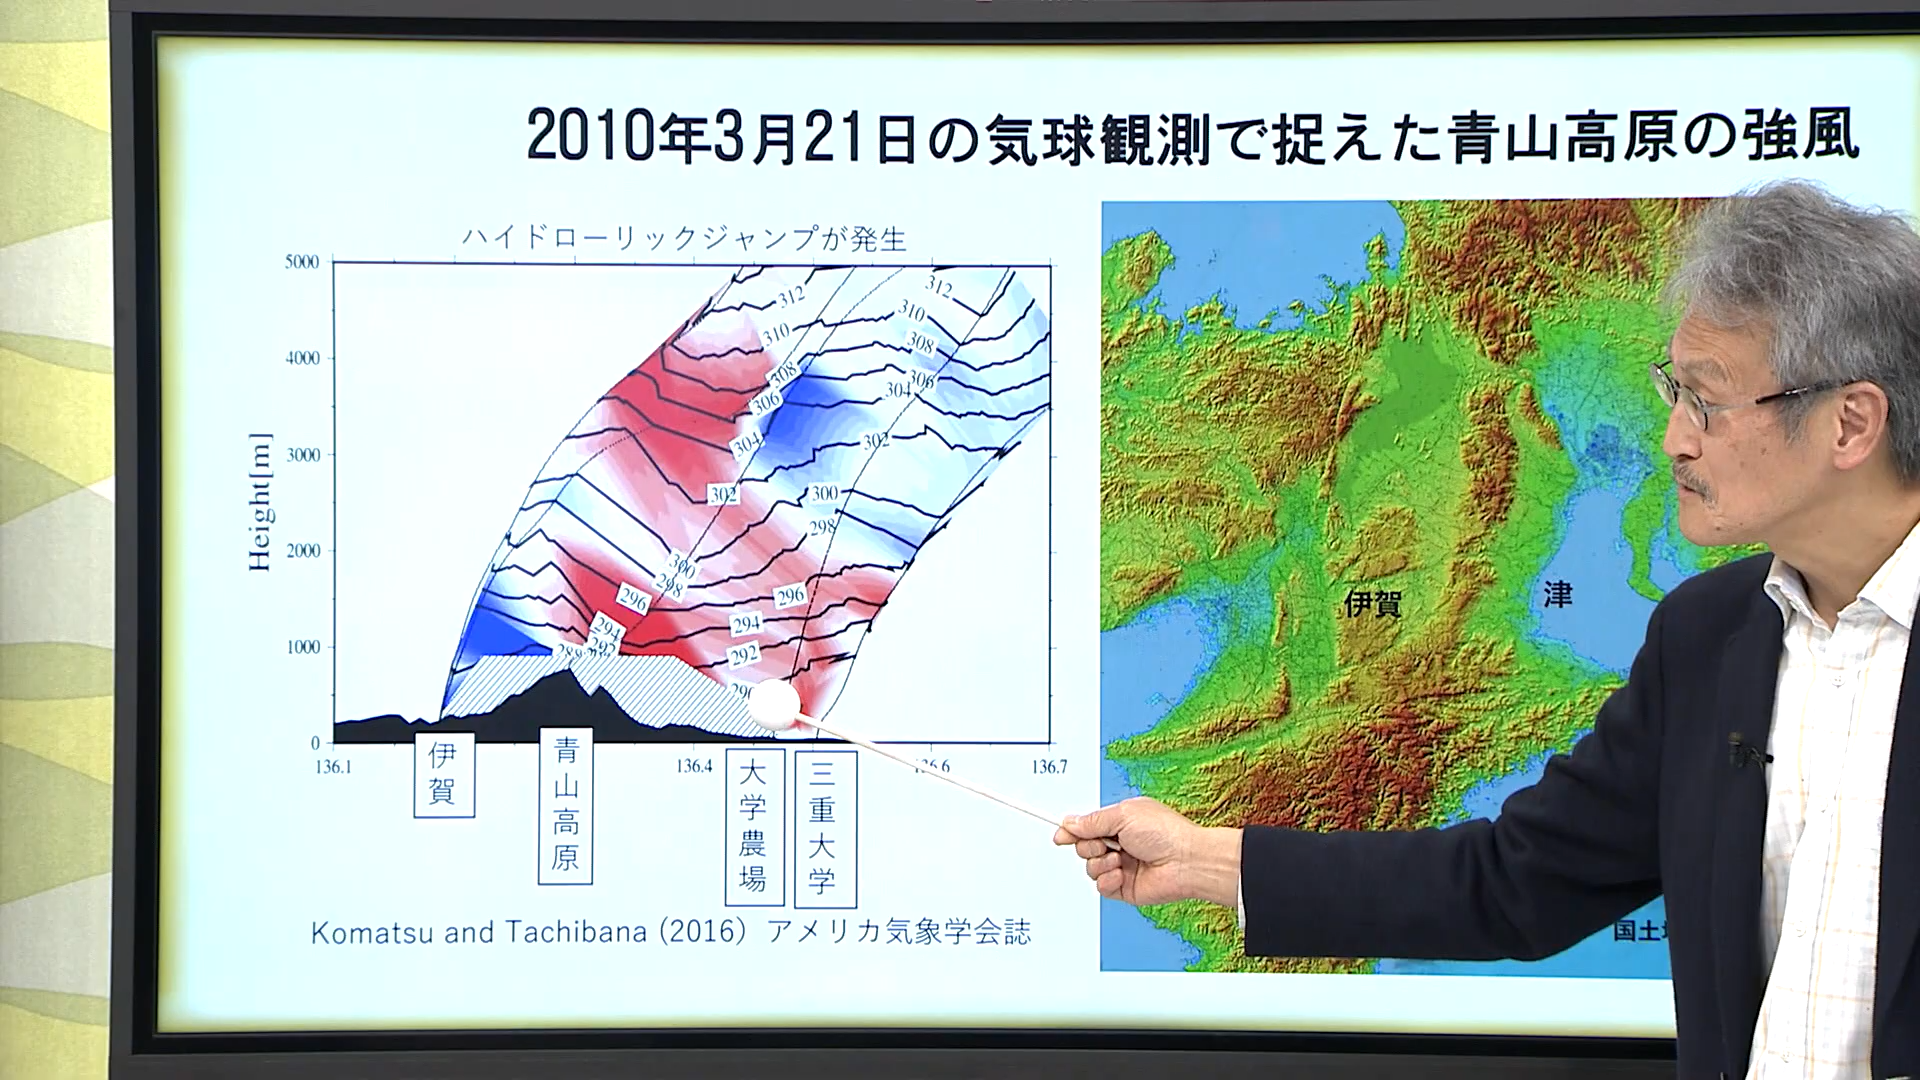 2010年3月21日の気球観測で捉えた青山高原の強風
ハイドローリックジャンプが発生
Height[m]
5000
4000
3000
2000
1000
0
312
310
308
306
304
302
300
298
296
294
292
312
310
308
306
304
302
300
298
296
294
292
136.1
136.4
136.6
136.7
伊賀
青山高原
大学農場
三重大学
Komatsu and Tachibana (2016) アメリカ気象学会誌
伊賀
津
国土